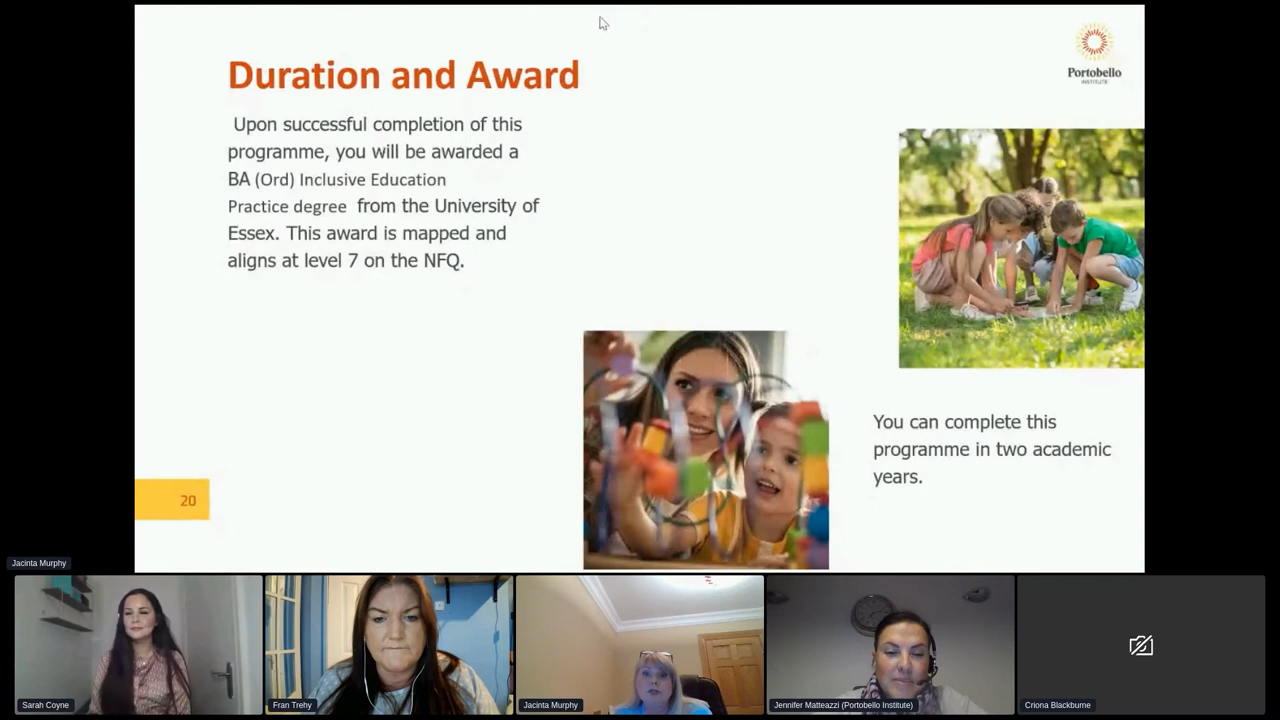 Duration and Award
Portobello
INSTITUTE
Upon successful completion of this
programme, you will be awarded a
BA (Ord) Inclusive Education
Practice degree from the University of
Essex. This award is mapped and
aligns at level 7 on the NFQ.
You can complete this
programme in two academic
years.
20
Jacinta Murphy
Sarah Coyne
Fran Trehy
Jacinta Murphy
Jennifer Matteazzi (Portobello Institute)
Criona Blackburne